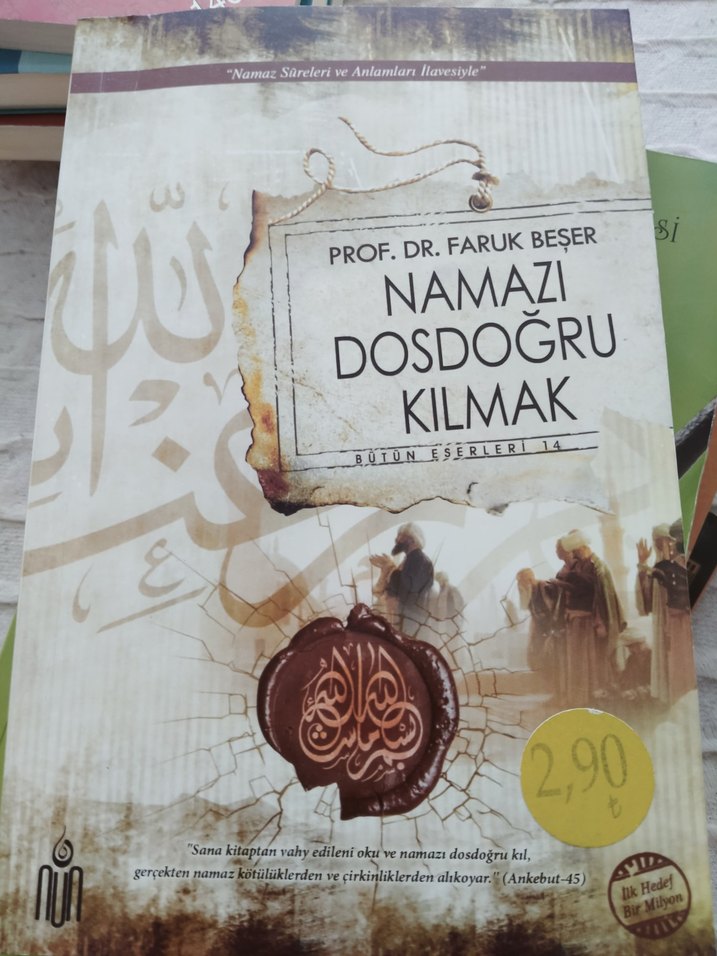 140
"Namaz Sûreleri ve Anlamları İlavesiyle"
PROF. DR. FARUK BEŞER
NAMAZI
DOSDOĞRU
KILMAK
BÜTÜN ESERLERİ 14
2,90
₺
"Sana kitaptan vahy edileni oku ve namazı dosdoğru kıl,
gerçekten namaz kötülüklerden ve çirkinliklerden alıkoyar." (Ankebut-45)
nun
İlk Hedef
Bir Milyon